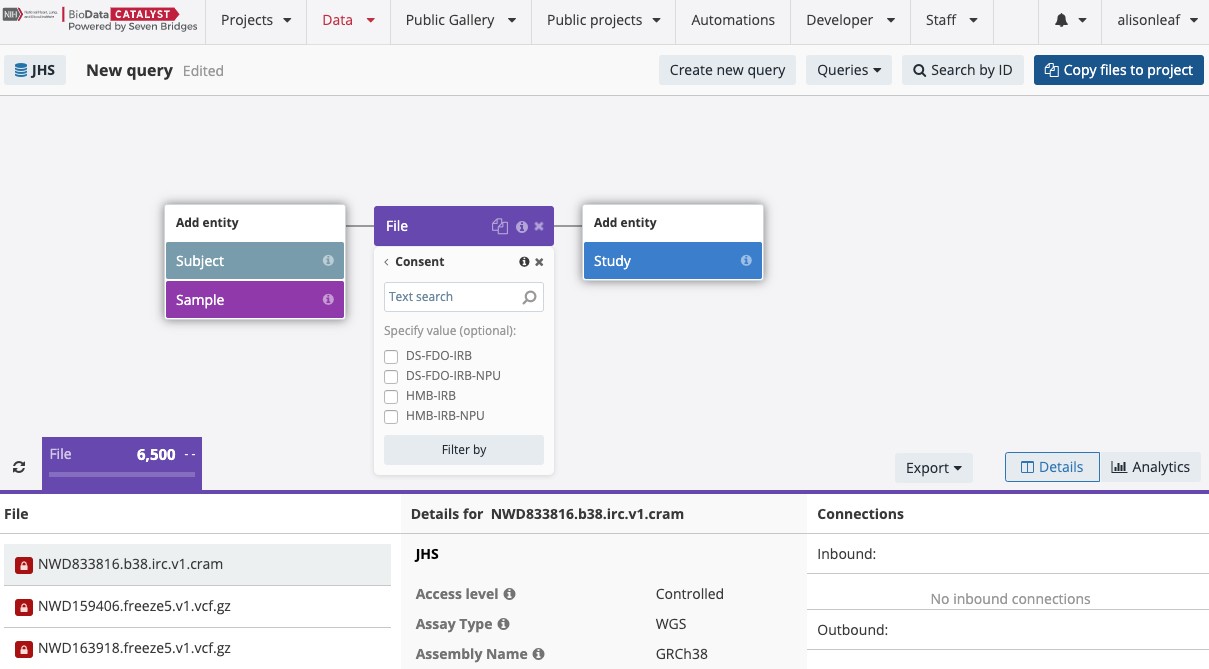 NIH BioData CATALYST
Powered by Seven Bridges
Projects
Data
Public Gallery
Public projects
Automations
Developer
Staff
alisonleaf
JHS
New query Edited
Create new query
Queries
Search by ID
Copy files to project
Add entity
Subject
Sample
File
Consent
Text search
Specify value (optional):
DS-FDO-IRB
DS-FDO-IRB-NPU
HMB-IRB
HMB-IRB-NPU
Filter by
Add entity
Study
File 6,500 --
Export
Details
Analytics
File
NWD833816.b38.irc.v1.cram
NWD159406.freeze5.v1.vcf.gz
NWD163918.freeze5.v1.vcf.gz
Details for NWD833816.b38.irc.v1.cram
JHS
Access level Controlled
Assay Type WGS
Assembly Name GRCh38
Connections
Inbound:
No inbound connections
Outbound: